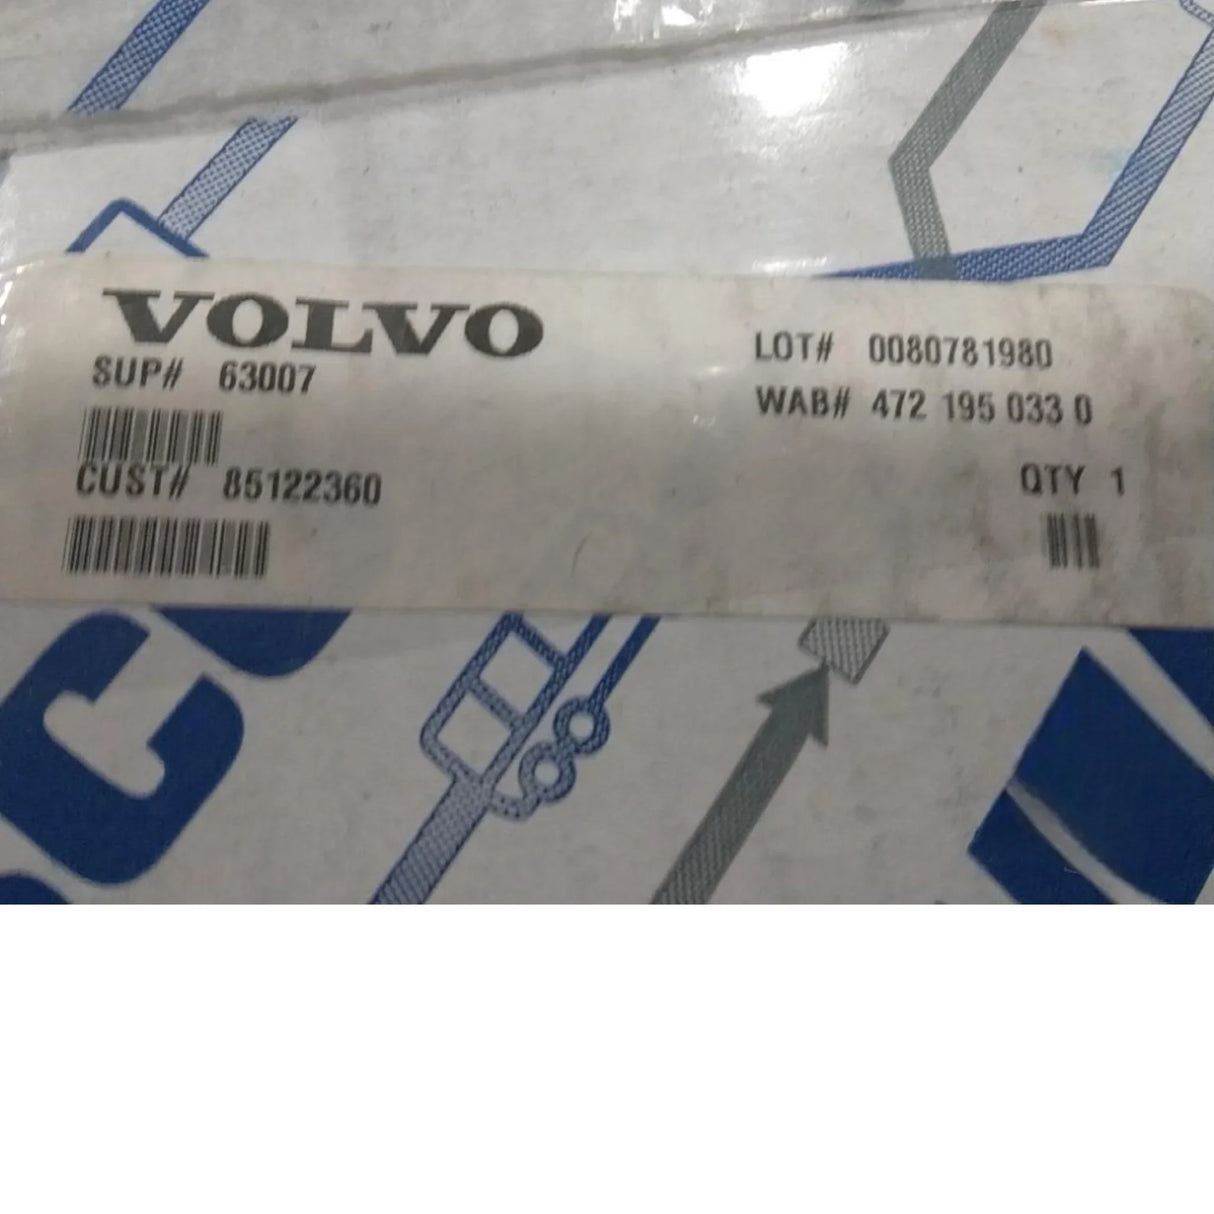 VOLVO
SUP# 63007
CUST# 85122360
LOT# 0080781980
WAB# 472 195 033 0
QTY 1